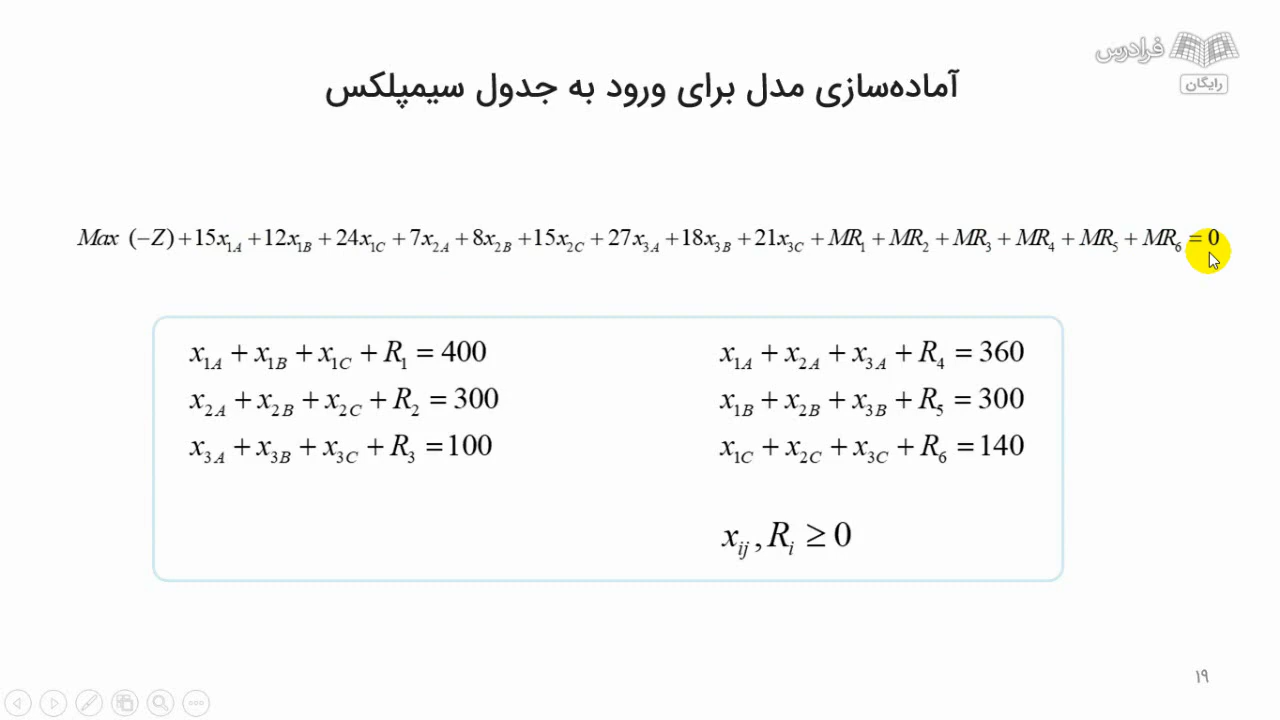 فرادرس
رایگان
آماده‌سازی مدل برای ورود به جدول سیمپلکس
Max (−Z) + 15x₁A + 12x₁B + 24x₁C + 7x₂A + 8x₂B + 15x₂C + 27x₃A + 18x₃B + 21x₃C + MR₁ + MR₂ + MR₃ + MR₄ + MR₅ + MR₆ = 0
x₁A + x₁B + x₁C + R₁ = 400
x₂A + x₂B + x₂C + R₂ = 300
x₃A + x₃B + x₃C + R₃ = 100
x₁A + x₂A + x₃A + R₄ = 360
x₁B + x₂B + x₃B + R₅ = 300
x₁C + x₂C + x₃C + R₆ = 140
xᵢⱼ , Rᵢ ≥ 0
۱۹